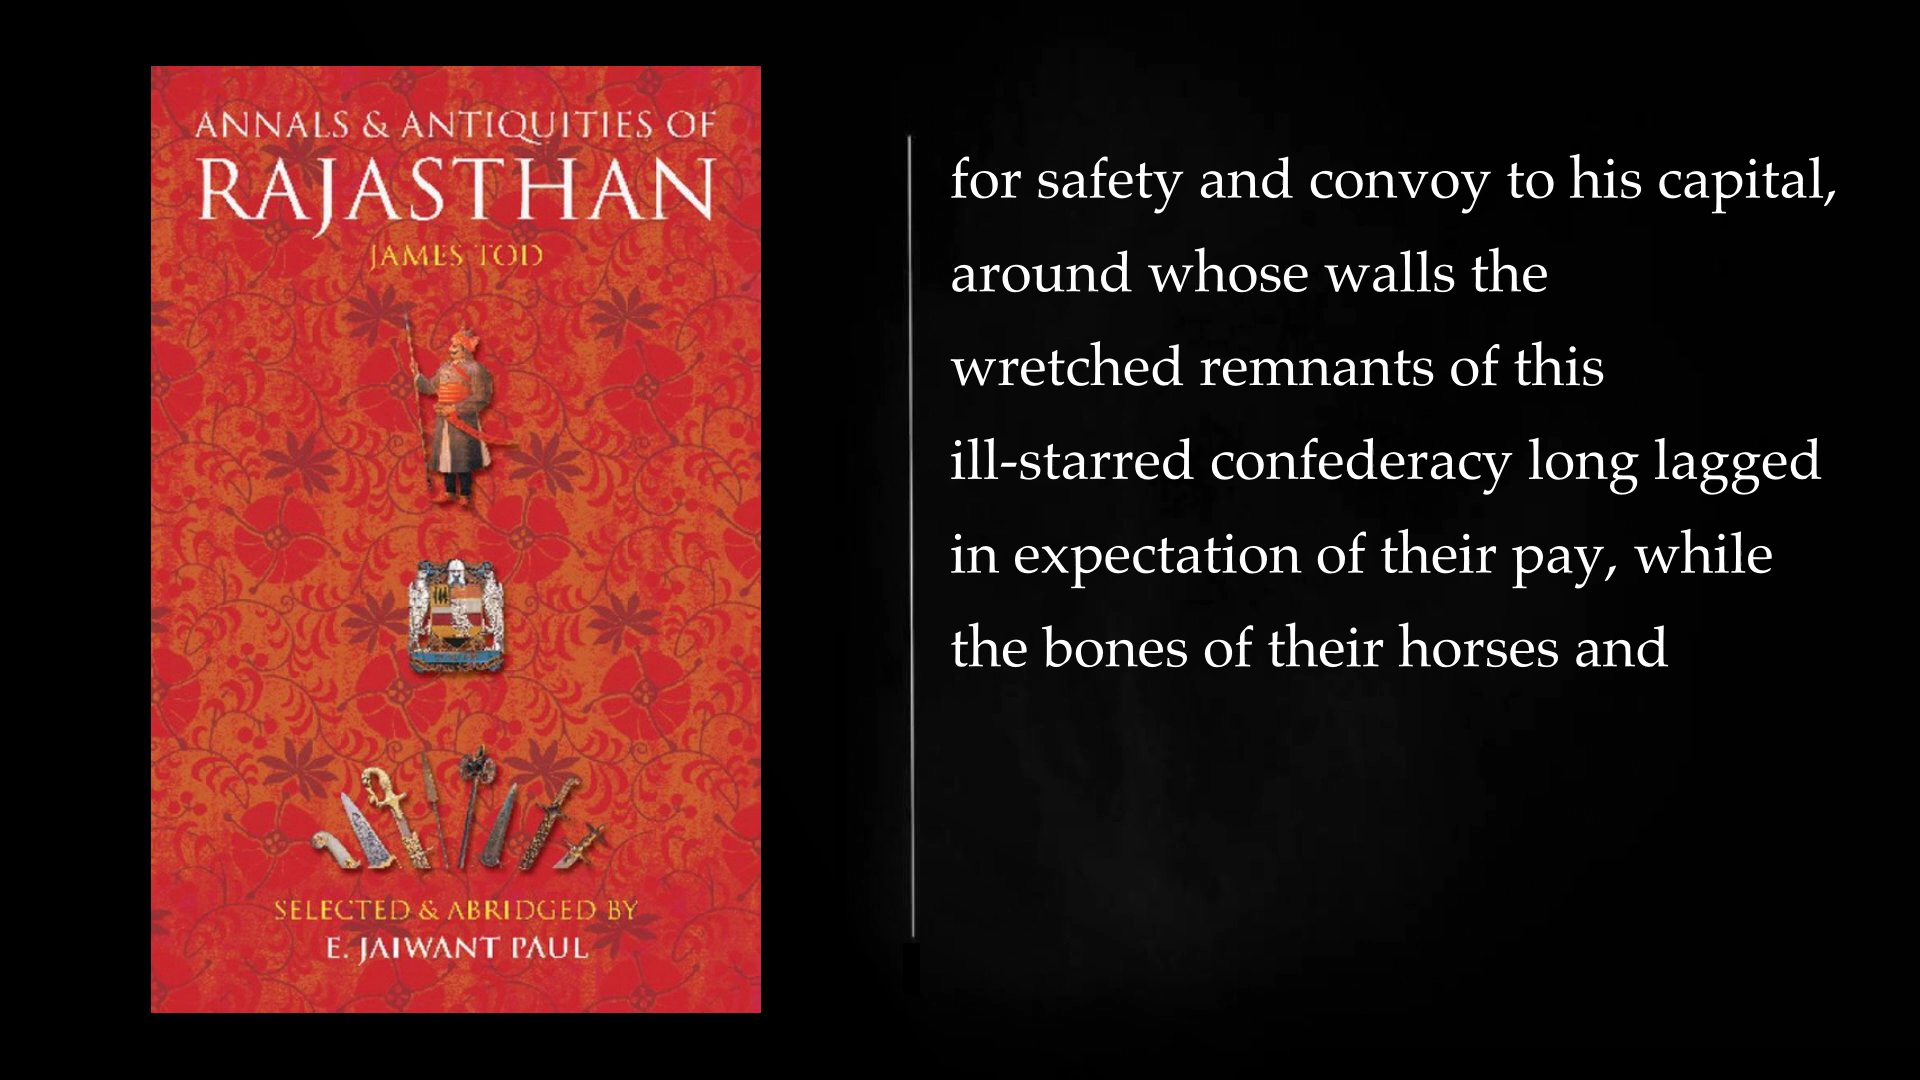 ANNALS & ANTIQUITIES OF
RAJASTHAN
JAMES TOD
SELECTED & ABRIDGED BY
E. JAIWANT PAUL
for safety and convoy to his capital,
around whose walls the
wretched remnants of this
ill-starred confederacy long lagged
in expectation of their pay, while
the bones of their horses and